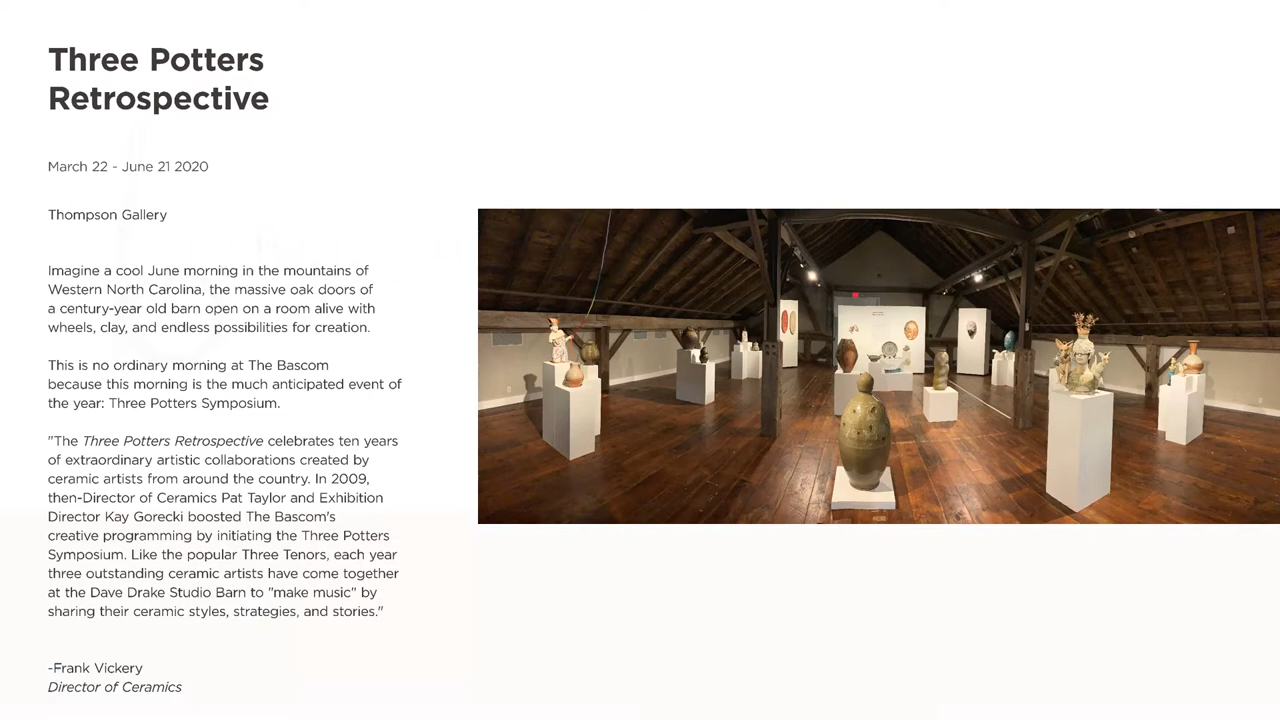 Three Potters
Retrospective
March 22 - June 21 2020
Thompson Gallery
Imagine a cool June morning in the mountains of
Western North Carolina, the massive oak doors of
a century-year old barn open on a room alive with
wheels, clay, and endless possibilities for creation.
This is no ordinary morning at The Bascom
because this morning is the much anticipated event of
the year: Three Potters Symposium.
"The Three Potters Retrospective celebrates ten years
of extraordinary artistic collaborations created by
ceramic artists from around the country. In 2009,
then-Director of Ceramics Pat Taylor and Exhibition
Director Kay Gorecki boosted The Bascom's
creative programming by initiating the Three Potters
Symposium. Like the popular Three Tenors, each year
three outstanding ceramic artists have come together
at the Dave Drake Studio Barn to "make music" by
sharing their ceramic styles, strategies, and stories."
-Frank Vickery
Director of Ceramics